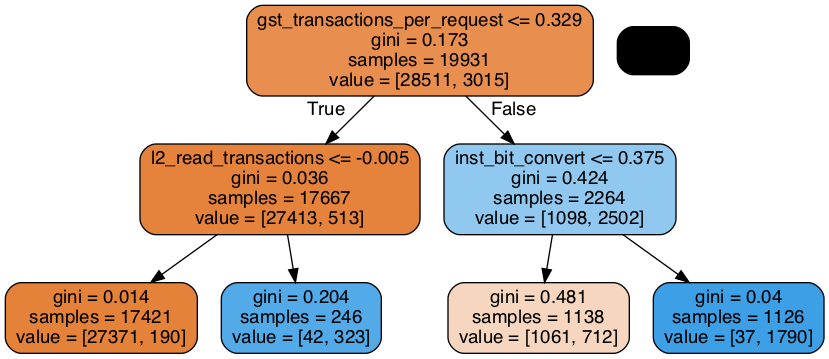 gst_transactions_per_request <= 0.329
gini = 0.173
samples = 19931
value = [28511, 3015]
True
False
l2_read_transactions <= -0.005
gini = 0.036
samples = 17667
value = [27413, 513]
inst_bit_convert <= 0.375
gini = 0.424
samples = 2264
value = [1098, 2502]
gini = 0.014
samples = 17421
value = [27371, 190]
gini = 0.204
samples = 246
value = [42, 323]
gini = 0.481
samples = 1138
value = [1061, 712]
gini = 0.04
samples = 1126
value = [37, 1790]